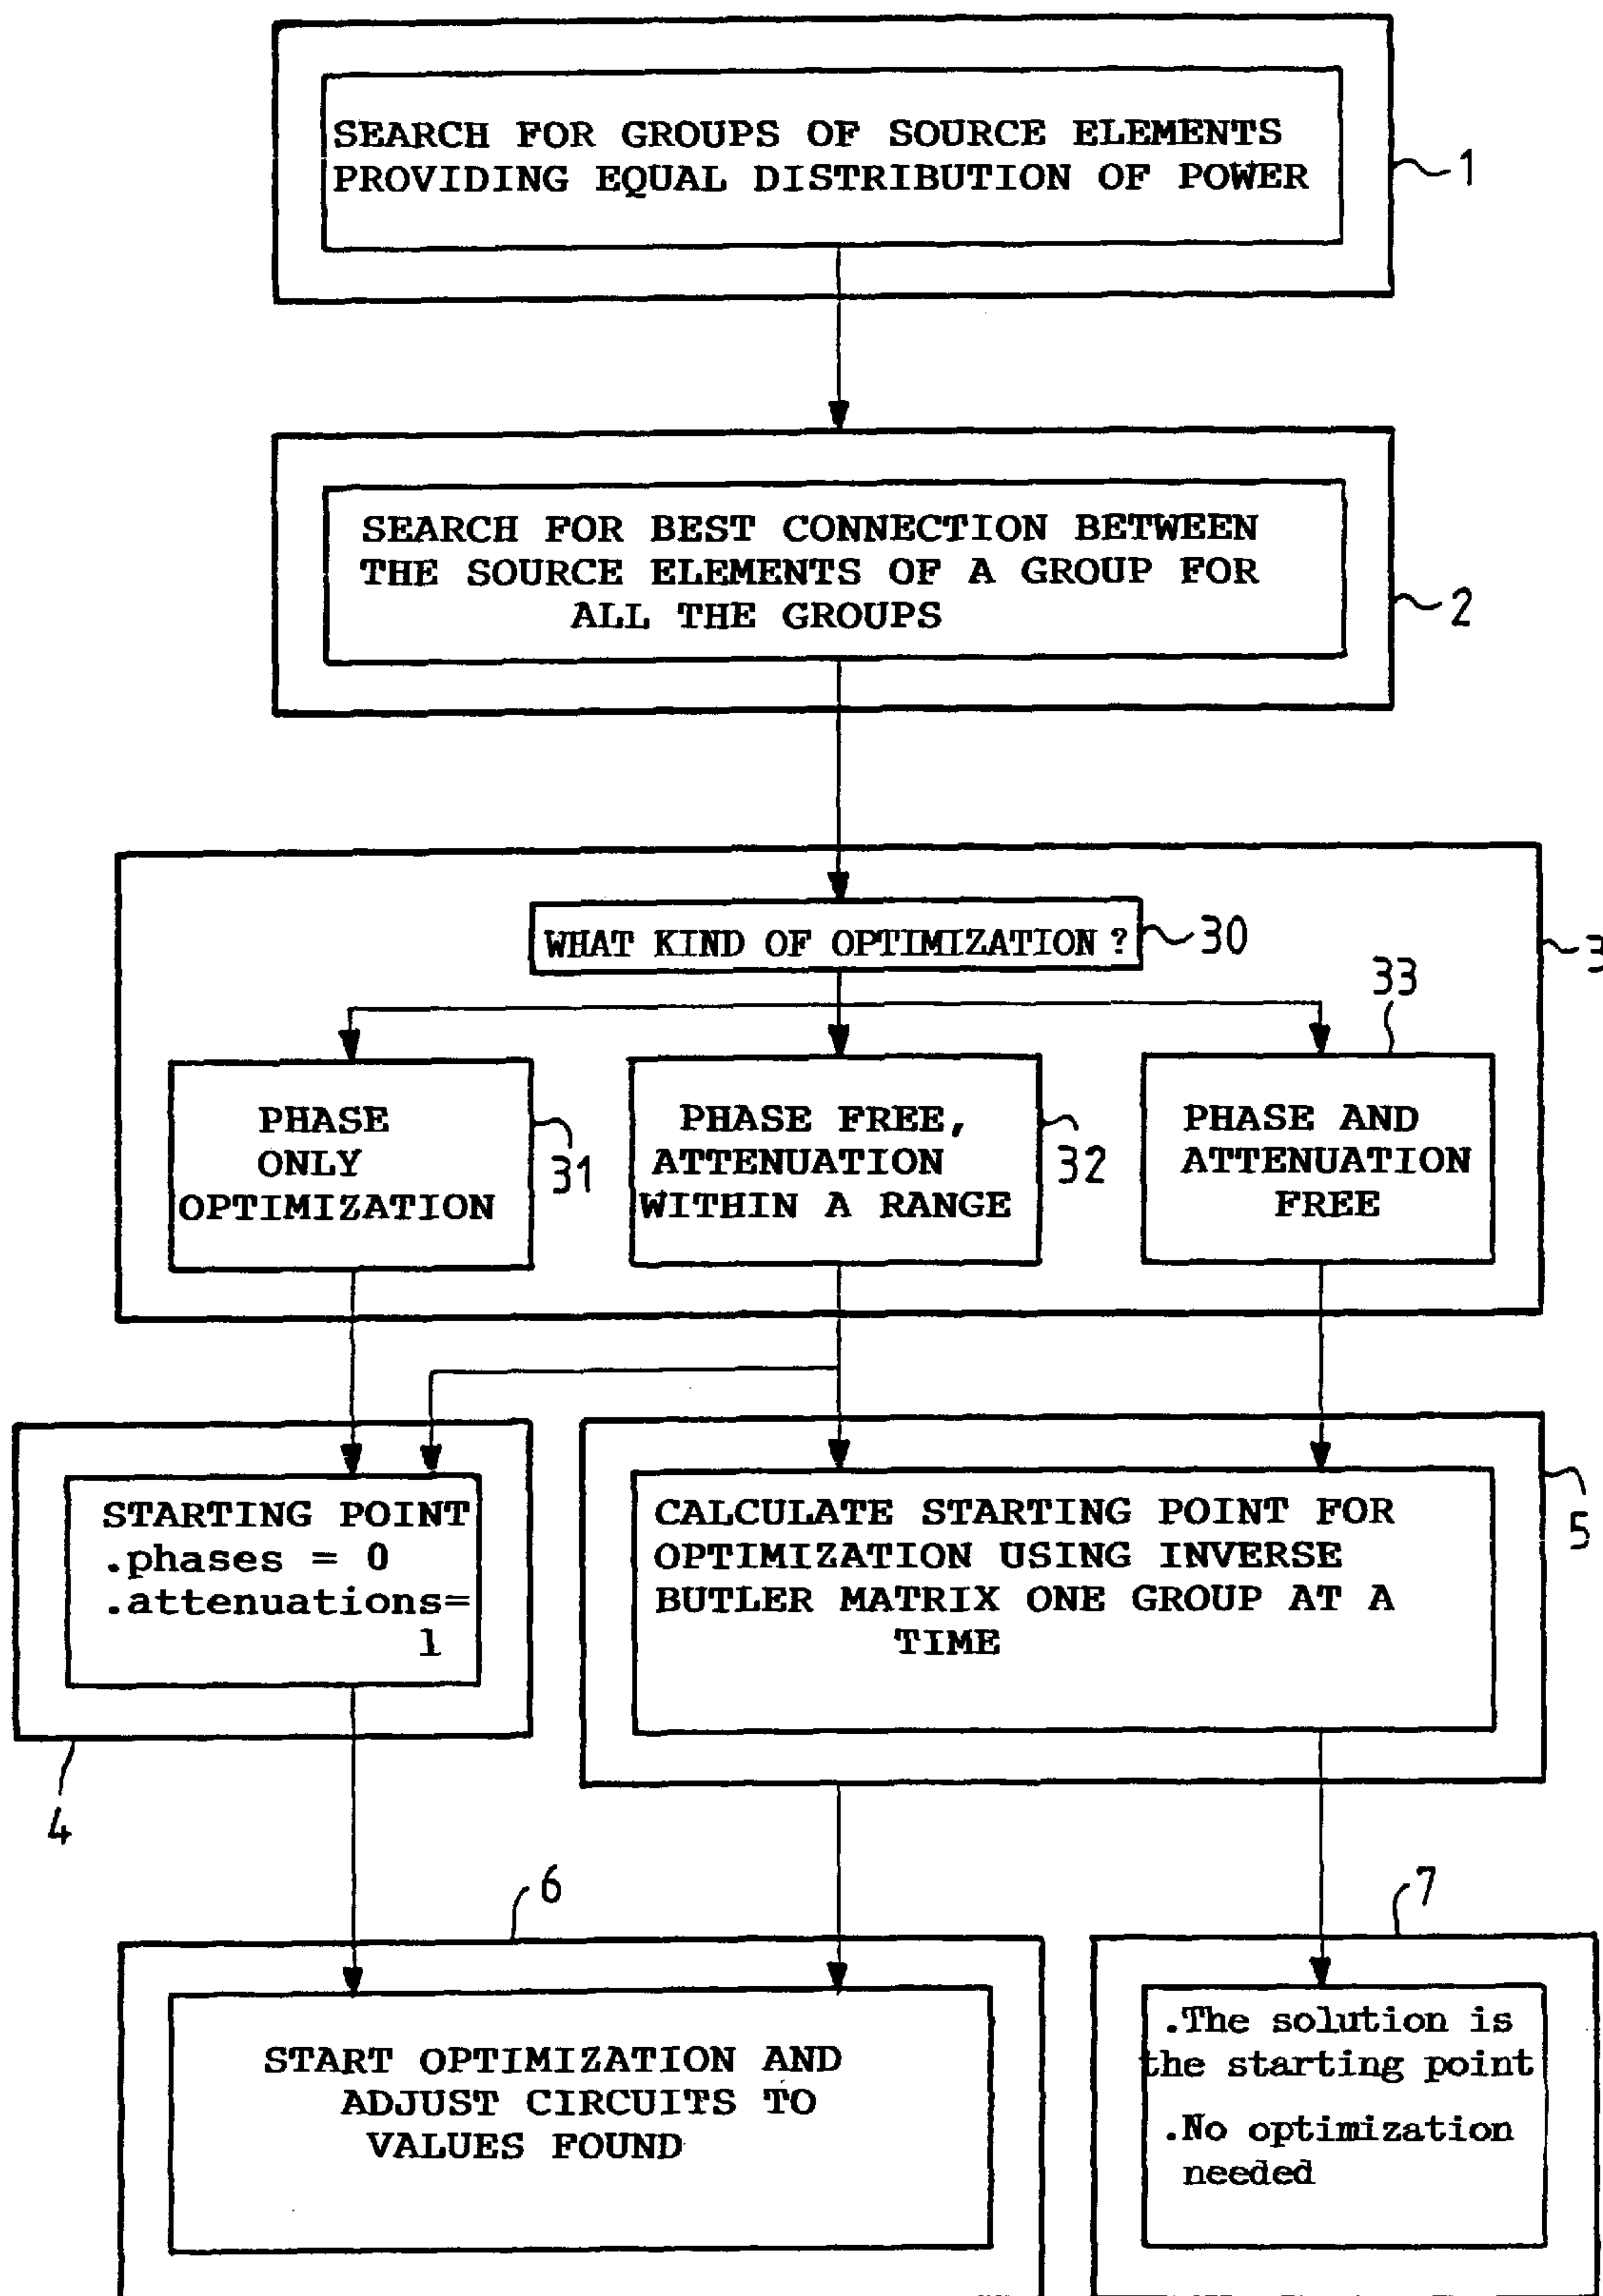 SEARCH FOR GROUPS OF SOURCE ELEMENTS
PROVIDING EQUAL DISTRIBUTION OF POWER
1
SEARCH FOR BEST CONNECTION BETWEEN
THE SOURCE ELEMENTS OF A GROUP FOR
ALL THE GROUPS
2
WHAT KIND OF OPTIMIZATION ?
30
3
33
PHASE
ONLY
OPTIMIZATION
31
PHASE FREE,
ATTENUATION
WITHIN A RANGE
32
PHASE AND
ATTENUATION
FREE
STARTING POINT
.phases = 0
.attenuations=
1
4
CALCULATE STARTING POINT FOR
OPTIMIZATION USING INVERSE
BUTLER MATRIX ONE GROUP AT A
TIME
5
6
START OPTIMIZATION AND
ADJUST CIRCUITS TO
VALUES FOUND
7
.The solution is
the starting point
.No optimization
needed